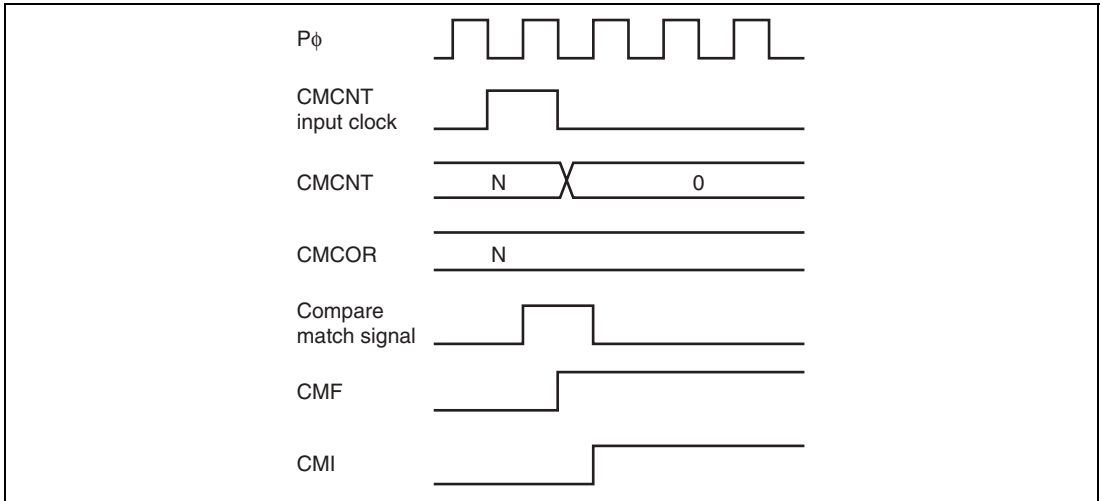 Pϕ
CMCNT
input clock
CMCNT
N
0
CMCOR
N
Compare
match signal
CMF
CMI